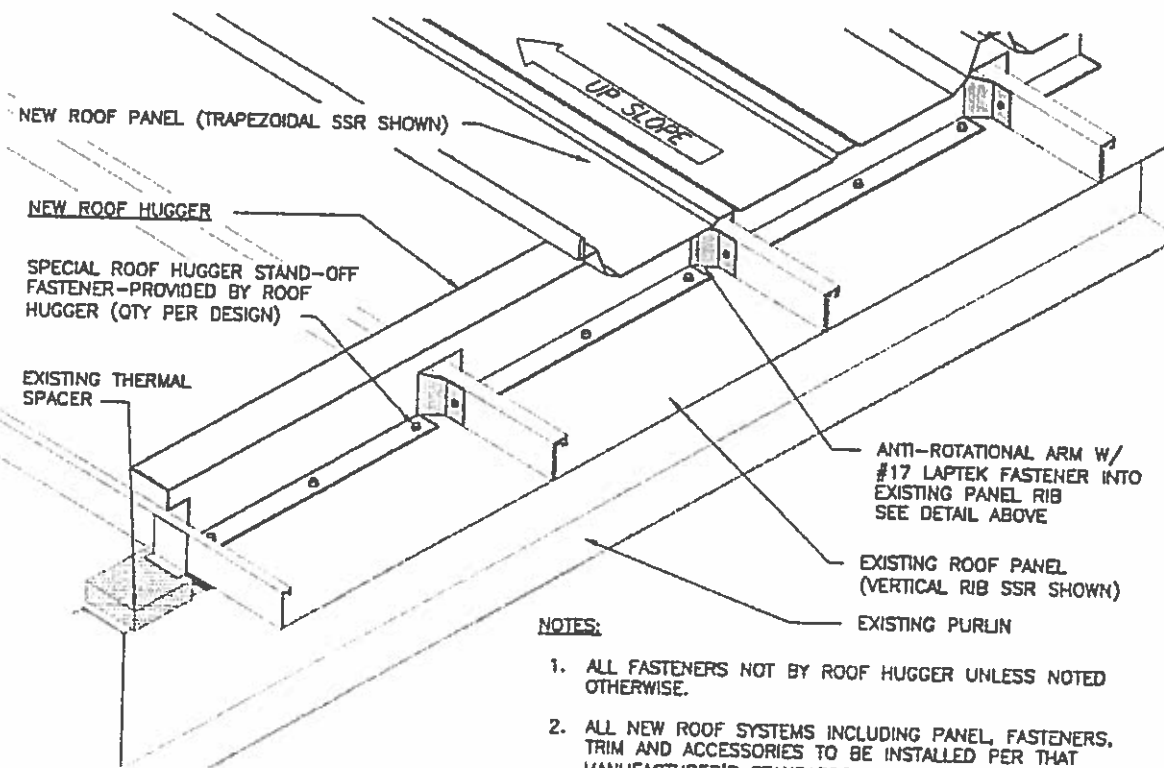 UP SLOPE
NEW ROOF PANEL (TRAPEZOIDAL SSR SHOWN)
NEW ROOF HUGGER
SPECIAL ROOF HUGGER STAND-OFF
FASTENER-PROVIDED BY ROOF
HUGGER (QTY PER DESIGN)
EXISTING THERMAL
SPACER
ANTI-ROTATIONAL ARM W/
#17 LAPTEK FASTENER INTO
EXISTING PANEL RIB
SEE DETAIL ABOVE
EXISTING ROOF PANEL
(VERTICAL RIB SSR SHOWN)
EXISTING PURLIN
NOTES:
1. ALL FASTENERS NOT BY ROOF HUGGER UNLESS NOTED
OTHERWISE.
2. ALL NEW ROOF SYSTEMS INCLUDING PANEL, FASTENERS,
TRIM AND ACCESSORIES TO BE INSTALLED PER THAT